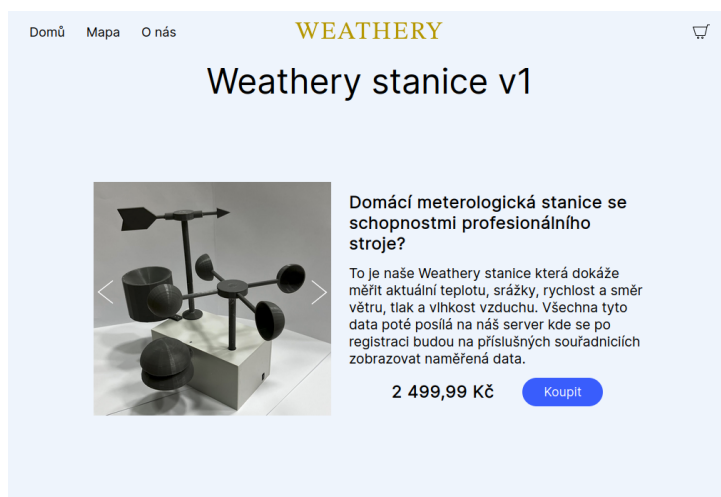 Domů Mapa O nás WEATHERY
Weathery stanice v1
Domácí meterologická stanice se
schopnostmi profesionálního
stroje?
To je naše Weathery stanice která dokáže
měřit aktuální teplotu, srážky, rychlost a směr
větru, tlak a vlhkost vzduchu. Všechna tyto
data poté posílá na náš server kde se po
registraci budou na příslušných souřadniciích
zobrazovat naměřená data.
2 499,99 Kč Koupit